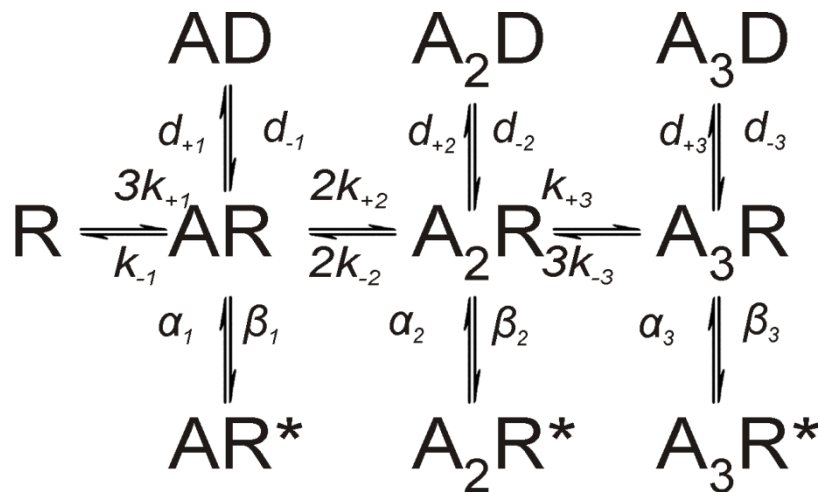 AD A₂D A₃D
d₊₁ d₋₁ d₊₂ d₋₂ d₊₃ d₋₃
3k₊₁ 2k₊₂ k₊₃
R AR A₂R A₃R
k₋₁ 2k₋₂ 3k₋₃
α₁ β₁ α₂ β₂ α₃ β₃
AR* A₂R* A₃R*